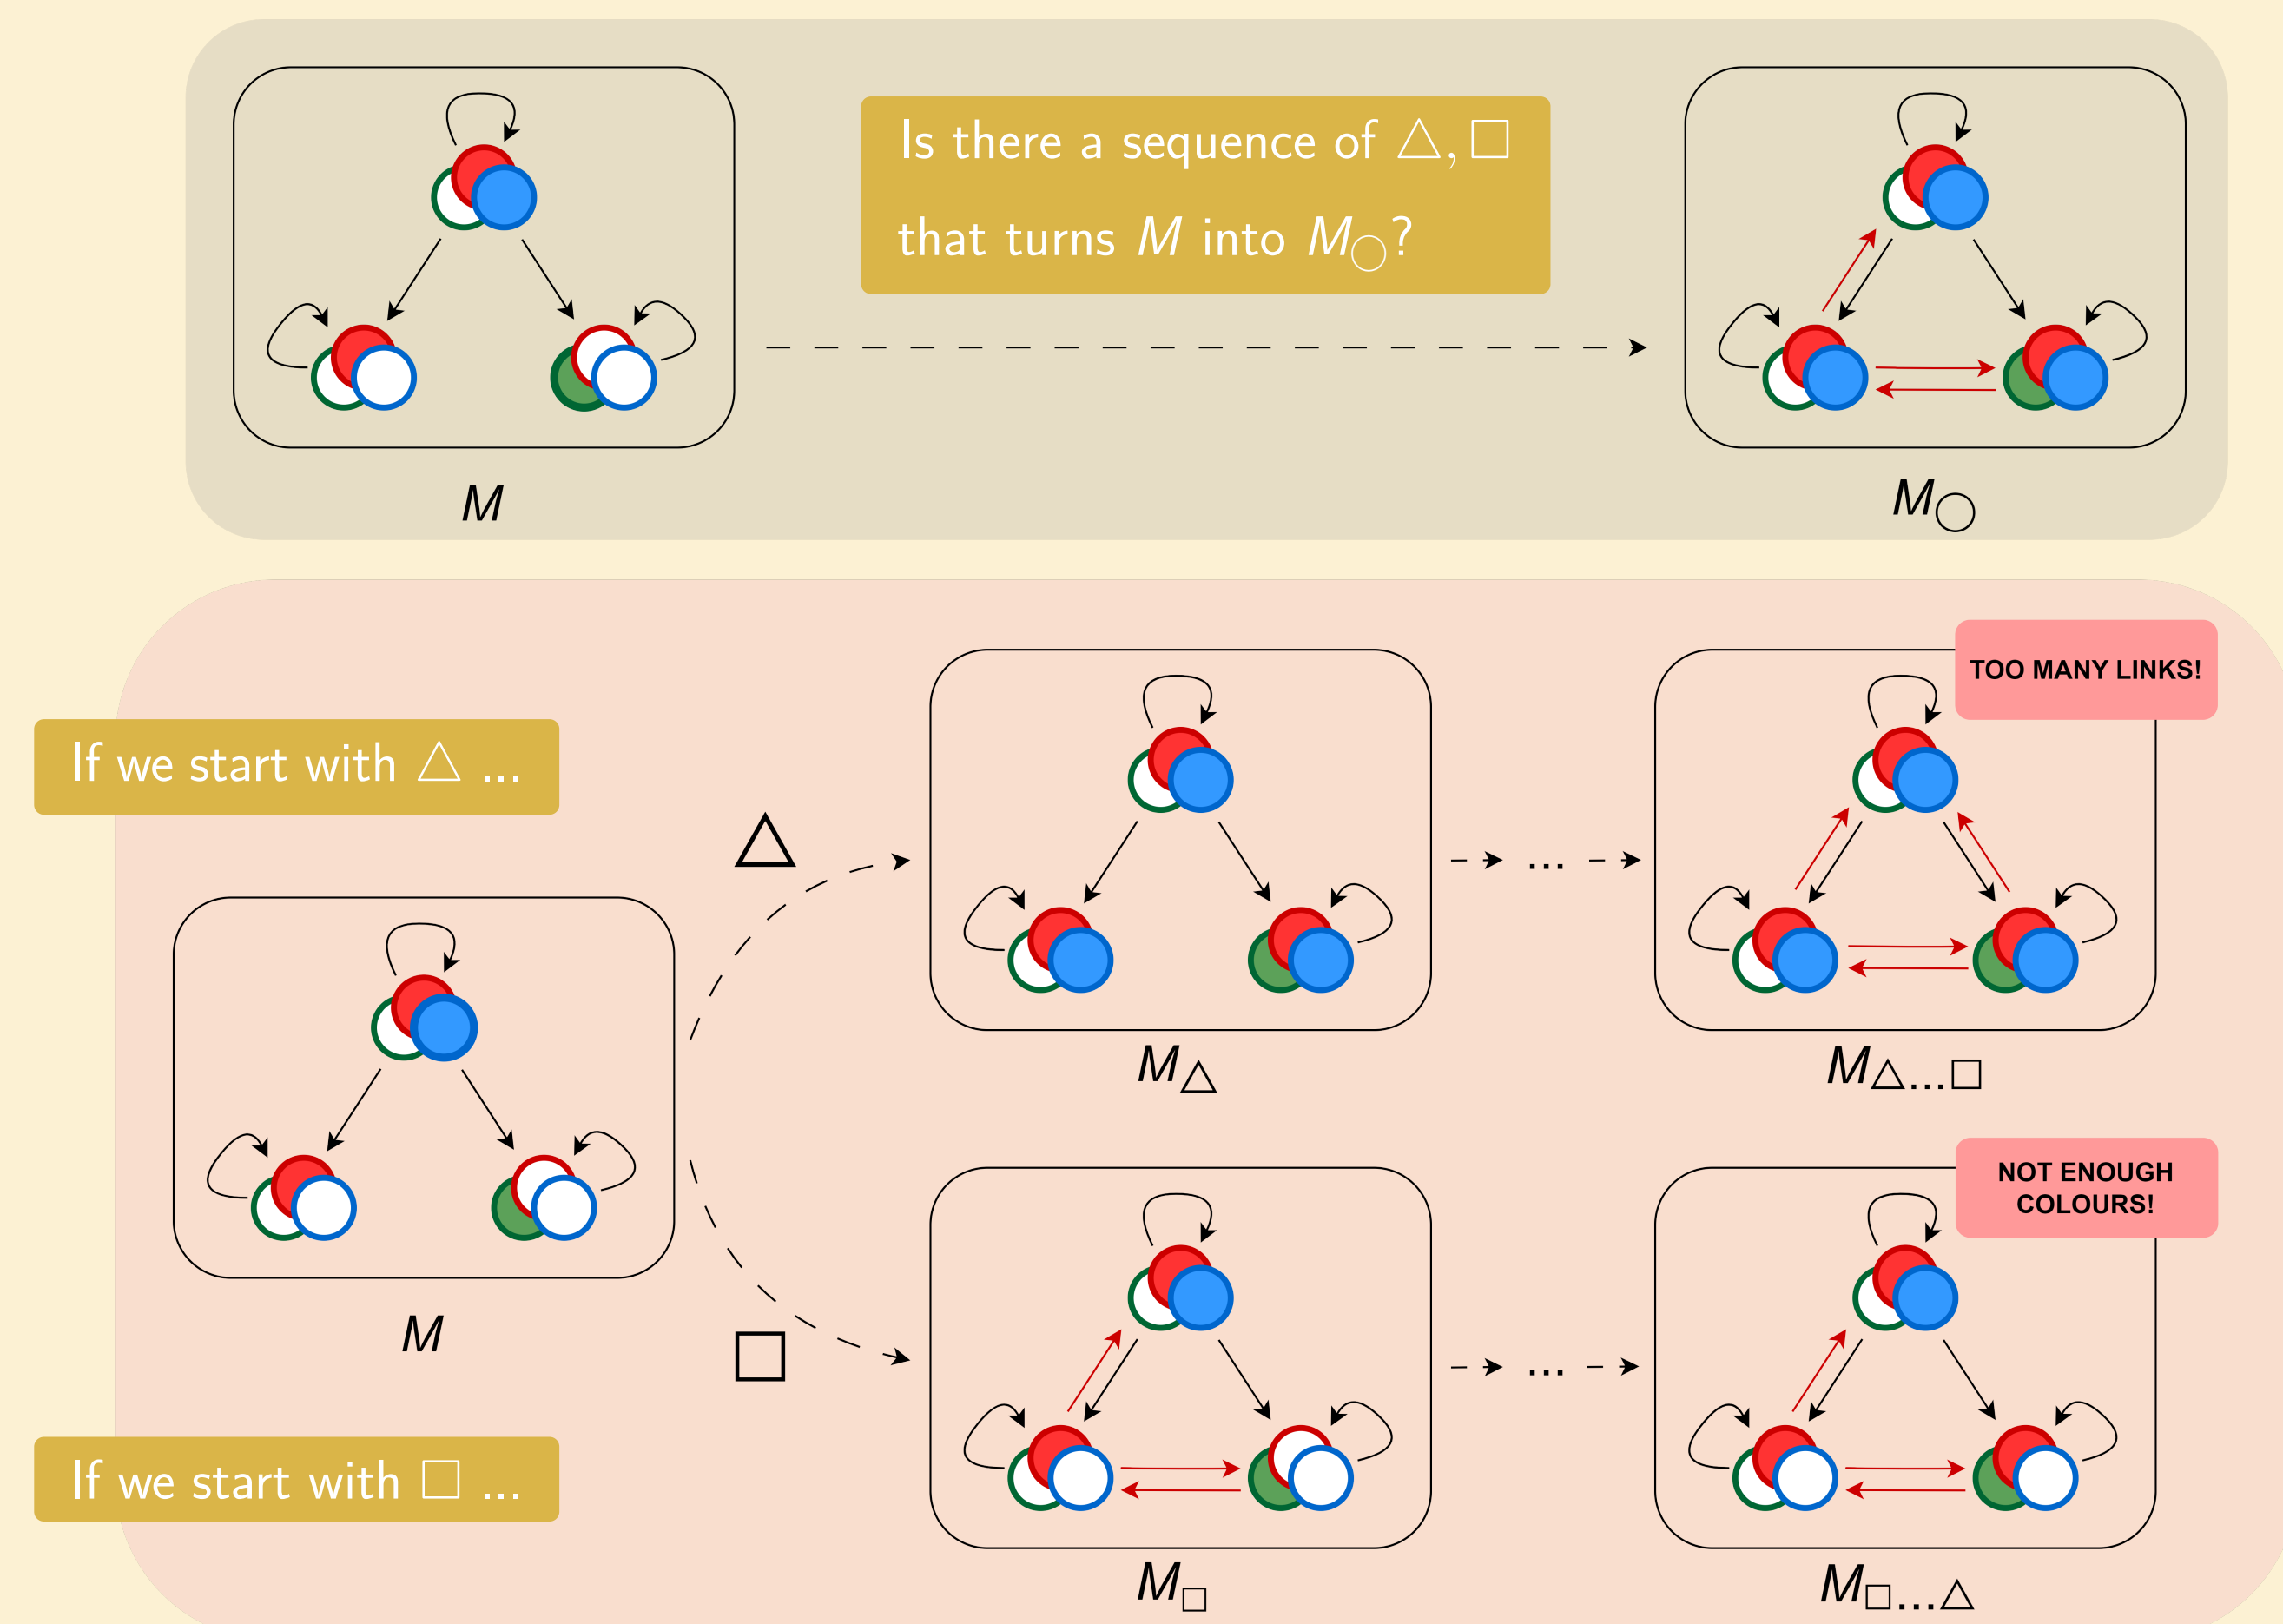 Is there a sequence of △, □
that turns M into M○?
M
M○
TOO MANY LINKS!
If we start with △ ...
△
...
M△
M△...□
M
NOT ENOUGH
COLOURS!
□
...
If we start with □ ...
M□
M□...△